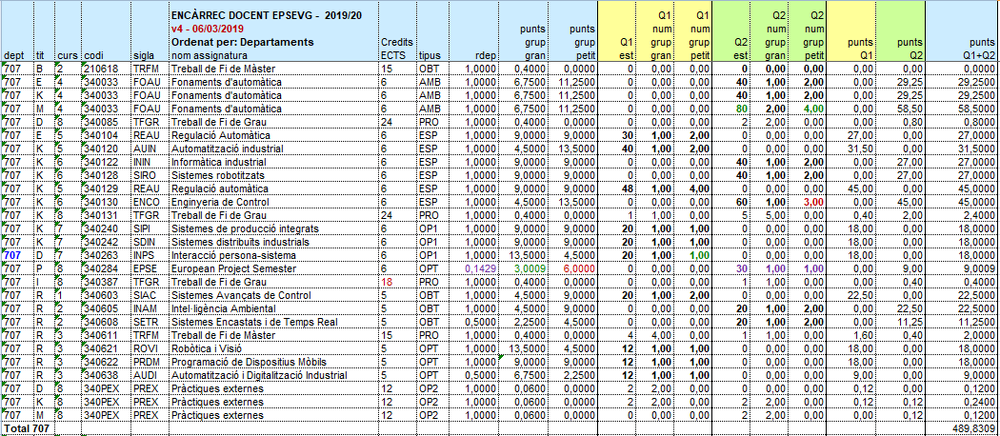 ENCÀRREC DOCENT EPSEVG - 2019/20 Q1 Q1 Q2 Q2
v4 - 06/03/2019 punts punts num num num num
Ordenat per: Departaments Credits grup grup Q1 grup grup Q2 grup grup punts punts punts
dept tit curs codi sigla nom assignatura ECTS tipus rdep gran petit est gran petit est gran petit Q1 Q2 Q1+Q2
707 B 2 210618 TRFM Treball de Fi de Màster 15 OBT 1,0000 0,4000 0,0000 0 0,00 0,00 0 0,00 0,00 0,00 0,00 0,0000
707 E 4 340033 FOAU Fonaments d'automàtica 6 AMB 1,0000 6,7500 11,2500 0 0,00 0,00 40 1,00 2,00 0,00 29,25 29,2500
707 K 4 340033 FOAU Fonaments d'automàtica 6 AMB 1,0000 6,7500 11,2500 0 0,00 0,00 40 1,00 2,00 0,00 29,25 29,2500
707 M 4 340033 FOAU Fonaments d'automàtica 6 AMB 1,0000 6,7500 11,2500 0 0,00 0,00 80 2,00 4,00 0,00 58,50 58,5000
707 D 8 340085 TFGR Treball de Fi de Grau 24 PRO 1,0000 0,4000 0,0000 0 0,00 0,00 2 2,00 0,00 0,00 0,80 0,8000
707 E 5 340104 REAU Regulació Automàtica 6 ESP 1,0000 9,0000 9,0000 30 1,00 2,00 0 0,00 0,00 27,00 0,00 27,0000
707 K 5 340120 AUIN Automatització industrial 6 ESP 1,0000 4,5000 13,5000 40 1,00 2,00 0 0,00 0,00 31,50 0,00 31,5000
707 K 6 340122 ININ Informàtica industrial 6 ESP 1,0000 9,0000 9,0000 0 0,00 0,00 40 1,00 2,00 0,00 27,00 27,0000
707 K 6 340128 SIRO Sistemes robotitzats 6 ESP 1,0000 9,0000 9,0000 0 0,00 0,00 40 1,00 2,00 0,00 27,00 27,0000
707 K 5 340129 REAU Regulació automàtica 6 ESP 1,0000 9,0000 9,0000 48 1,00 4,00 0 0,00 0,00 45,00 0,00 45,0000
707 K 6 340130 ENCO Enginyeria de Control 6 ESP 1,0000 4,5000 13,5000 0 0,00 0,00 60 1,00 3,00 0,00 45,00 45,0000
707 K 8 340131 TFGR Treball de Fi de Grau 24 PRO 1,0000 0,4000 0,0000 1 1,00 0,00 5 5,00 0,00 0,40 2,00 2,4000
707 K 7 340240 SIPI Sistemes de producció integrats 6 OP1 1,0000 9,0000 9,0000 20 1,00 1,00 0 0,00 0,00 18,00 0,00 18,0000
707 K 7 340242 SDIN Sistemes distribuïts industrials 6 OP1 1,0000 9,0000 9,0000 20 1,00 1,00 0 0,00 0,00 18,00 0,00 18,0000
707 D 7 340263 INPS Interacció persona-sistema 6 OP1 1,0000 13,5000 4,5000 20 1,00 1,00 0 0,00 0,00 18,00 0,00 18,0000
707 P 8 340284 EPSE European Project Semester 6 OPT 0,1429 3,0009 6,0000 0 0,00 0,00 30 1,00 1,00 0,00 9,00 9,0009
707 I 8 340387 TFGR Treball de Fi de Grau 18 PRO 1,0000 0,4000 0,0000 0 0,00 0,00 1 1,00 0,00 0,00 0,40 0,4000
707 R 1 340603 SIAC Sistemes Avançats de Control 5 OBT 1,0000 4,5000 9,0000 20 1,00 2,00 0 0,00 0,00 22,50 0,00 22,5000
707 R 2 340605 INAM Intel·ligència Ambiental 5 OBT 1,0000 4,5000 9,0000 0 0,00 0,00 20 1,00 2,00 0,00 22,50 22,5000
707 R 2 340608 SETR Sistemes Encastats i de Temps Real 5 OBT 0,5000 2,2500 4,5000 0 0,00 0,00 20 1,00 2,00 0,00 11,25 11,2500
707 R 3 340611 TRFM Treball de Fi de Màster 15 PRO 1,0000 0,4000 0,0000 4 4,00 0,00 1 1,00 0,00 1,60 0,40 2,0000
707 R 3 340621 ROVI Robòtica i Visió 5 OPT 1,0000 13,5000 4,5000 12 1,00 1,00 0 0,00 0,00 18,00 0,00 18,0000
707 R 3 340622 PRDM Programació de Dispositius Mòbils 5 OPT 1,0000 9,0000 9,0000 12 1,00 1,00 0 0,00 0,00 18,00 0,00 18,0000
707 R 3 340638 AUDI Automatització i Digitalització Industrial 5 OPT 0,5000 6,7500 2,2500 9 1,00 1,00 0 0,00 0,00 9,00 0,00 9,0000
707 D 8 340PEX PREX Pràctiques externes 12 OP2 1,0000 0,0600 0,0000 2 2,00 0,00 0 0,00 0,00 0,12 0,00 0,1200
707 K 8 340PEX PREX Pràctiques externes 12 OP2 1,0000 0,0600 0,0000 2 2,00 0,00 2 2,00 0,00 0,12 0,12 0,2400
707 M 8 340PEX PREX Pràctiques externes 12 OP2 1,0000 0,0600 0,0000 0 0,00 0,00 2 2,00 0,00 0,00 0,12 0,1200
Total 707 489,8309